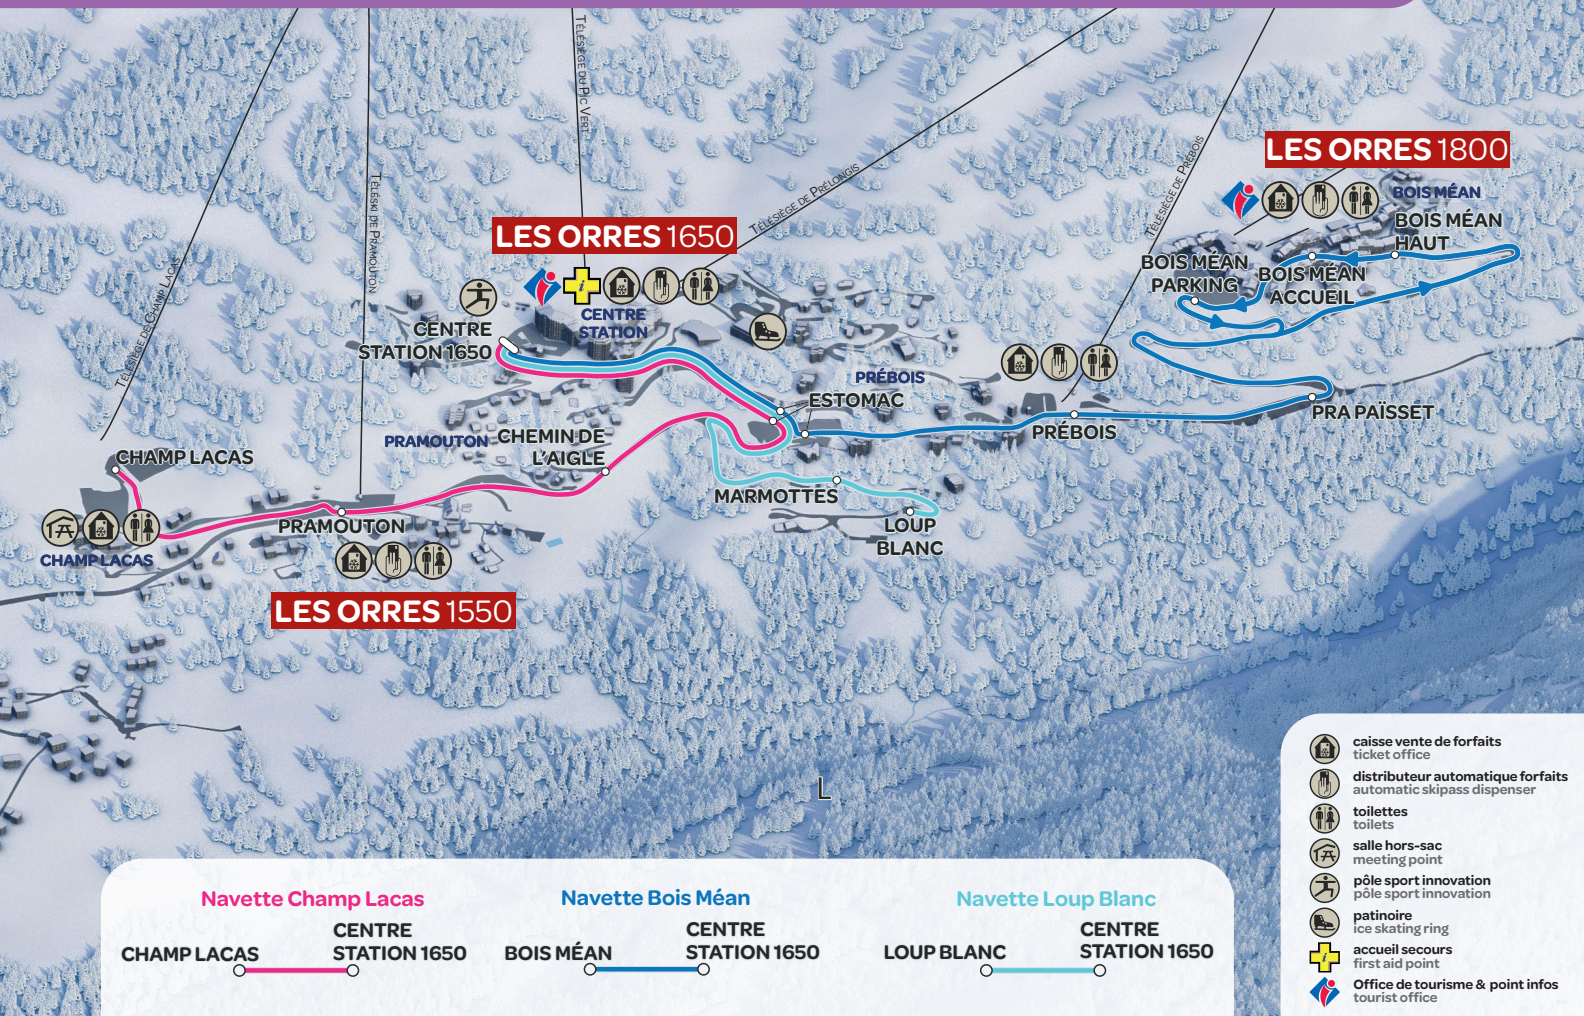 TÉLÉSIÈGE DE CHAMP LACAS
TÉLÉSKI DE PRAMOUTON
TÉLÉSIÈGE DU PIC VERT
TÉLÉSIÈGE DE PRÉLONGIS
TÉLÉSIÈGE DE PRÉBOIS
LES ORRES 1800
BOIS MÉAN
BOIS MÉAN
HAUT
BOIS MÉAN
PARKING
BOIS MÉAN
ACCUEIL
LES ORRES 1650
CENTRE
STATION
CENTRE
STATION 1650
PRÉBOIS
ESTOMAC
PRÉBOIS
PRA PAÏSSET
PRAMOUTON
CHEMIN DE
L'AIGLE
CHAMP LACAS
MARMOTTES
LOUP
BLANC
PRAMOUTON
CHAMP LACAS
LES ORRES 1550
L
Navette Champ Lacas
CHAMP LACAS
CENTRE
STATION 1650
Navette Bois Méan
BOIS MÉAN
CENTRE
STATION 1650
Navette Loup Blanc
LOUP BLANC
CENTRE
STATION 1650
caisse vente de forfaits
ticket office
distributeur automatique forfaits
automatic skipass dispenser
toilettes
toilets
salle hors-sac
meeting point
pôle sport innovation
pôle sport innovation
patinoire
ice skating ring
i
accueil secours
first aid point
Office de tourisme & point infos
tourist office